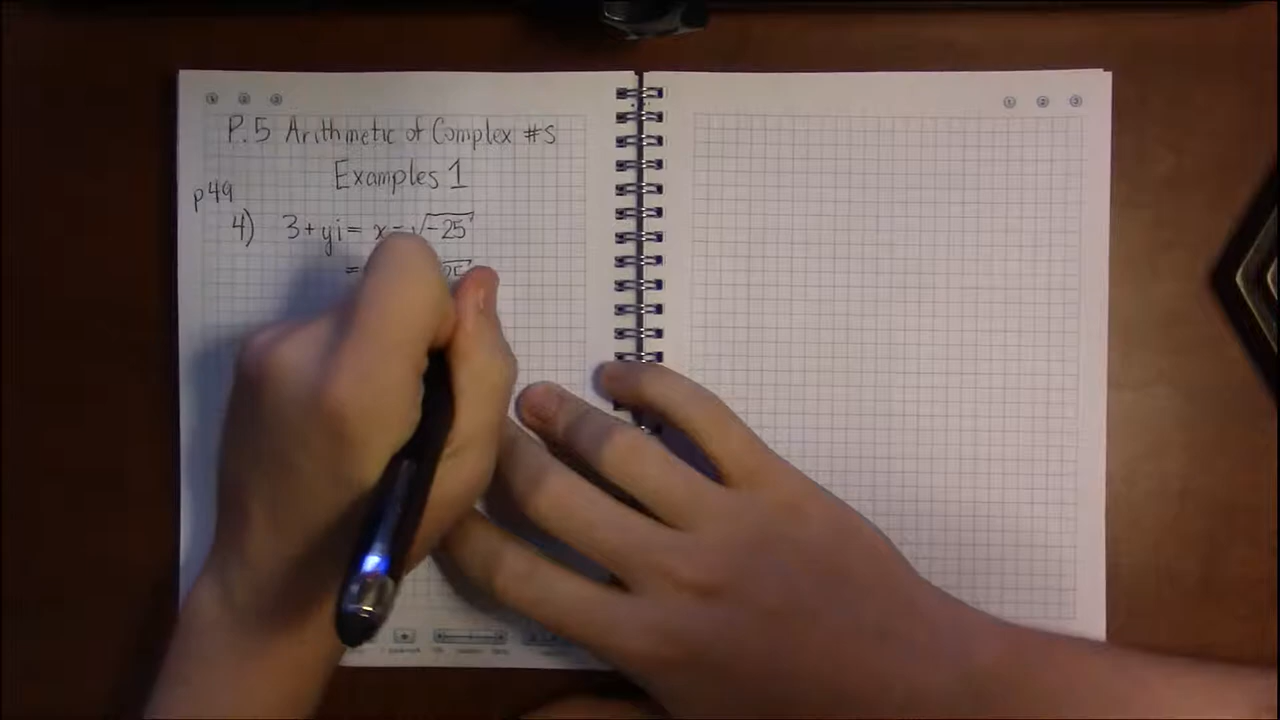 P.5 Arithmetic of Complex #s
Examples 1
p49
4) 3+yi= x-√-25
=